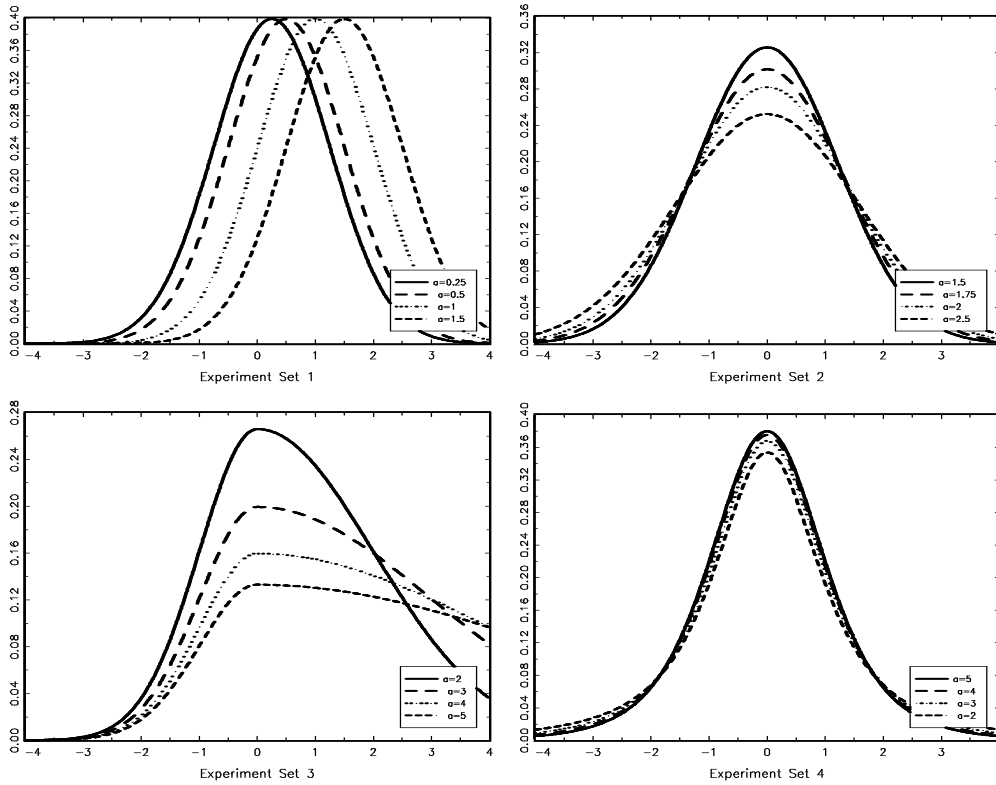 0.40
0.36
0.32
0.28
0.24
0.20
0.16
0.12
0.08
0.04
0.00
a=0.25
a=0.5
a=1
a=1.5
-4 -3 -2 -1 0 1 2 3 4
Experiment Set 1
0.36
0.32
0.28
0.24
0.20
0.16
0.12
0.08
0.04
0.00
a=1.5
a=1.75
a=2
a=2.5
-4 -3 -2 -1 0 1 2 3
Experiment Set 2
0.28
0.24
0.20
0.16
0.12
0.08
0.04
0.00
a=2
a=3
a=4
a-5
-4 -3 -2 -1 0 1 2 3 4
Experiment Set 3
0.40
0.36
0.32
0.28
0.24
0.20
0.16
0.12
0.08
0.04
0.00
a=5
a=4
a=3
a-2
-4 -3 -2 -1 0 1 2 3
Experiment Set 4